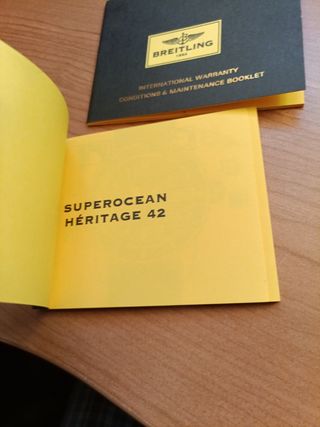 BREITLING
1884
INTERNATIONAL WARRANTY
CONDITIONS & MAINTENANCE BOOKLET
SUPEROCEAN
HÉRITAGE 42